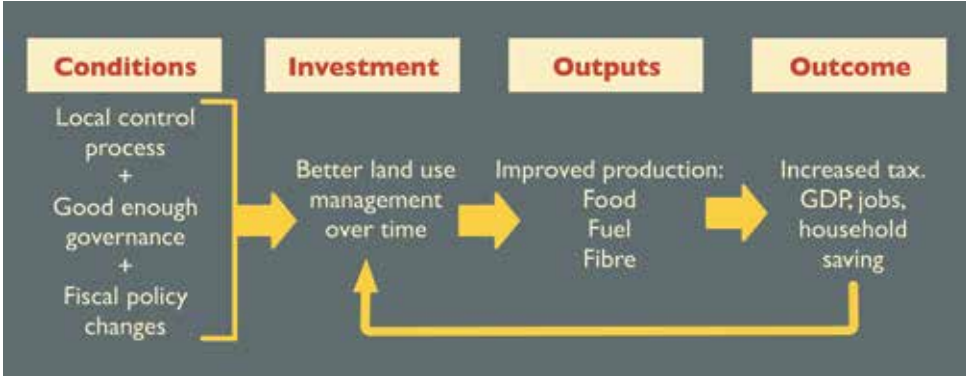 Conditions
Local control
process
+
Good enough
governance
+
Fiscal policy
changes
Investment
Better land use
management
over time
Outputs
Improved production:
Food
Fuel
Fibre
Outcome
Increased tax.
GDP, jobs,
household
saving